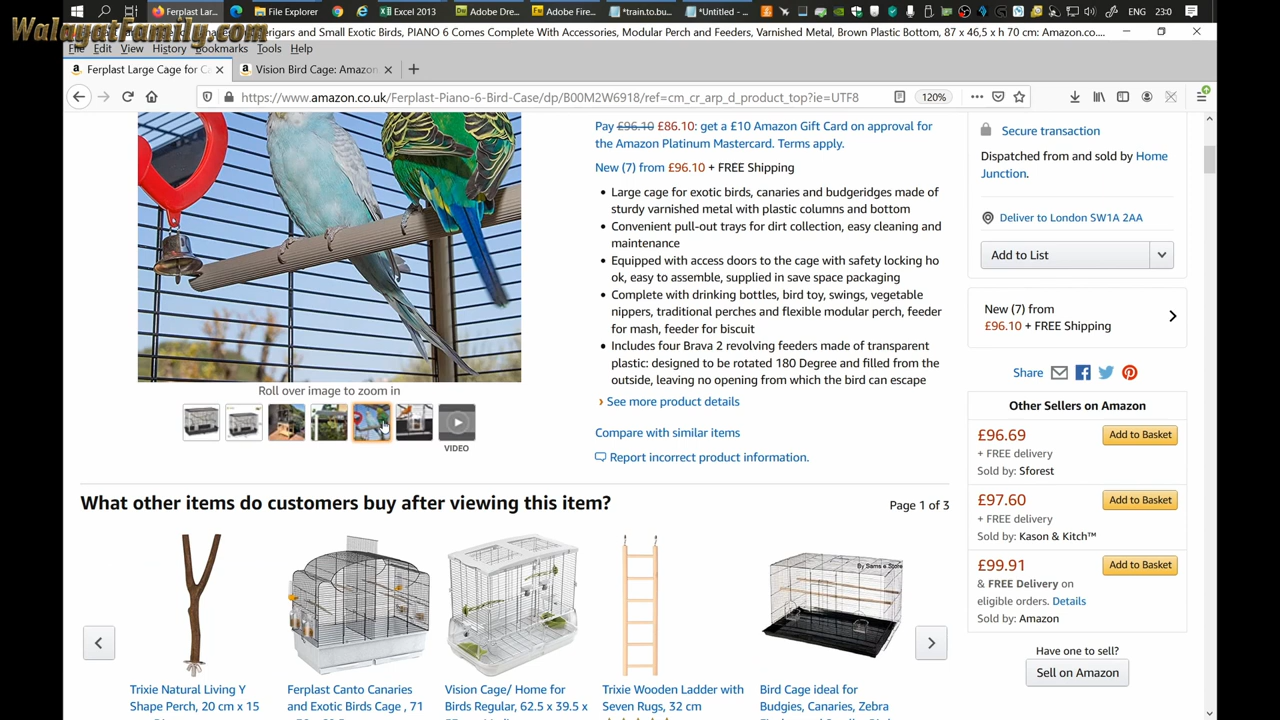 WalayatFamily.com
Ferplast Lar...
File Explorer
Excel 2013
Adobe Dre...
Adobe Fire...
*train.to.bu...
*Untitled -...
ENG
23:0
erigars and Small Exotic Birds, PIANO 6 Comes Complete With Accessories, Modular Perch and Feeders, Varnished Metal, Brown Plastic Bottom, 87 x 46,5 x h 70 cm: Amazon.co....
File Edit View History Bookmarks Tools Help
Ferplast Large Cage for C
Vision Bird Cage: Amazon.
https://www.amazon.co.uk/Ferplast-Piano-6-Bird-Case/dp/B00M2W6918/ref=cm_cr_arp_d_product_top?ie=UTF8
120%
Pay £96.10 £86.10: get a £10 Amazon Gift Card on approval for
the Amazon Platinum Mastercard. Terms apply.
New (7) from £96.10 + FREE Shipping
• Large cage for exotic birds, canaries and budgeridges made of
sturdy varnished metal with plastic columns and bottom
• Convenient pull-out trays for dirt collection, easy cleaning and
maintenance
• Equipped with access doors to the cage with safety locking ho
ok, easy to assemble, supplied in save space packaging
• Complete with drinking bottles, bird toy, swings, vegetable
nippers, traditional perches and flexible modular perch, feeder
for mash, feeder for biscuit
• Includes four Brava 2 revolving feeders made of transparent
plastic: designed to be rotated 180 Degree and filled from the
outside, leaving no opening from which the bird can escape
› See more product details
Compare with similar items
Report incorrect product information.
Roll over image to zoom in
VIDEO
Secure transaction
Dispatched from and sold by Home
Junction.
Deliver to London SW1A 2AA
Add to List
New (7) from
£96.10 + FREE Shipping
Share
Other Sellers on Amazon
£96.69
Add to Basket
+ FREE delivery
Sold by: Sforest
£97.60
Add to Basket
+ FREE delivery
Sold by: Kason & Kitch™
£99.91
Add to Basket
& FREE Delivery on
eligible orders. Details
Sold by: Amazon
Have one to sell?
Sell on Amazon
What other items do customers buy after viewing this item?
Page 1 of 3
By Sams e Store
Trixie Natural Living Y
Shape Perch, 20 cm x 15
Ferplast Canto Canaries
and Exotic Birds Cage , 71
Vision Cage/ Home for
Birds Regular, 62.5 x 39.5 x
Trixie Wooden Ladder with
Seven Rugs, 32 cm
Bird Cage ideal for
Budgies, Canaries, Zebra